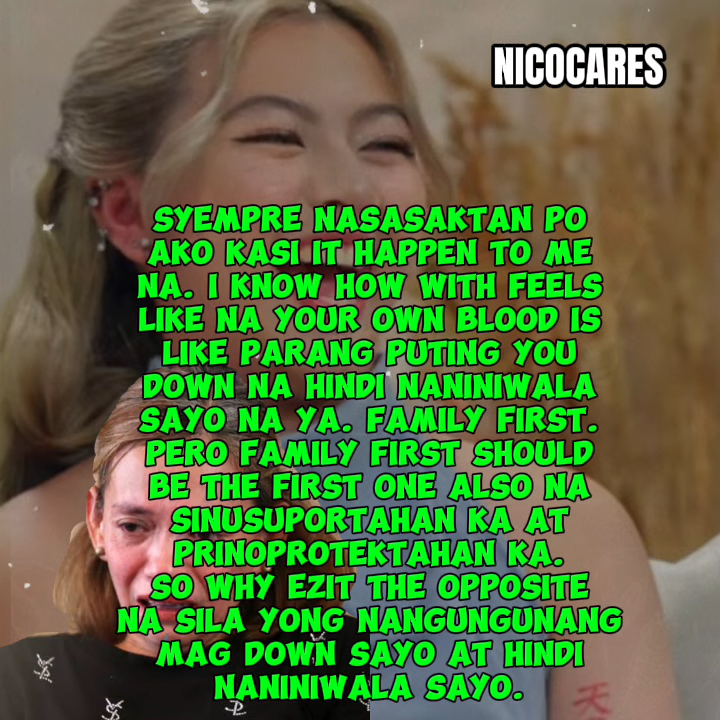 NICOCARES
SYEMPRE NASASAKTAN PO
AKO KASI IT HAPPEN TO ME
NA. I KNOW HOW WITH FEELS
LIKE NA YOUR OWN BLOOD IS
LIKE PARANG PUTING YOU
DOWN NA HINDI NANINIWALA
SAYO NA YA. FAMILY FIRST.
PERO FAMILY FIRST SHOULD
BE THE FIRST ONE ALSO NA
SINUSUPORTAHAN KA AT
PRINOPROTEKTAHAN KA.
SO WHY EZIT THE OPPOSITE
NA SILA YONG NANGUNGUNANG
MAG DOWN SAYO AT HINDI
NANINIWALA SAYO.
YSL
YSL
天